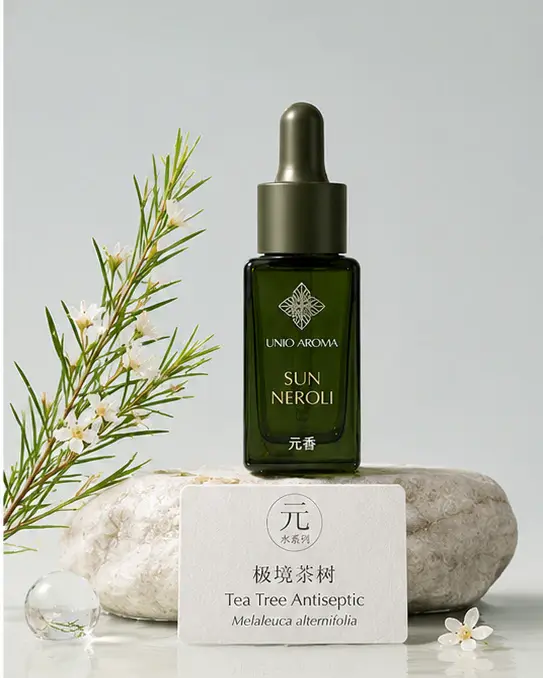 UNIO AROMA
SUN
NEROLI
元香
元
水系列
极境茶树
Tea Tree Antiseptic
Melaleuca alternifolia